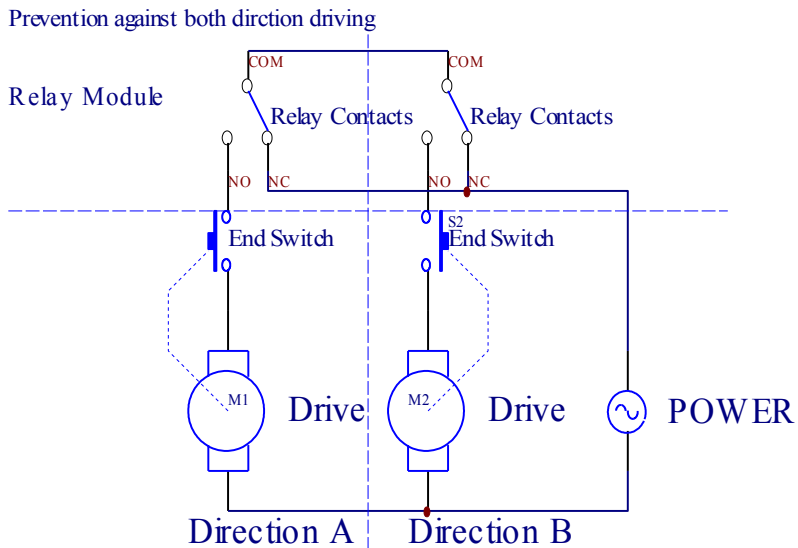 Prevention against both dirction driving
COM
COM
Relay Module
Relay Contacts
Relay Contacts
NO
NC
NO
NC
S2
End Switch
End Switch
M1
Drive
M2
Drive
POWER
Direction A
Direction B